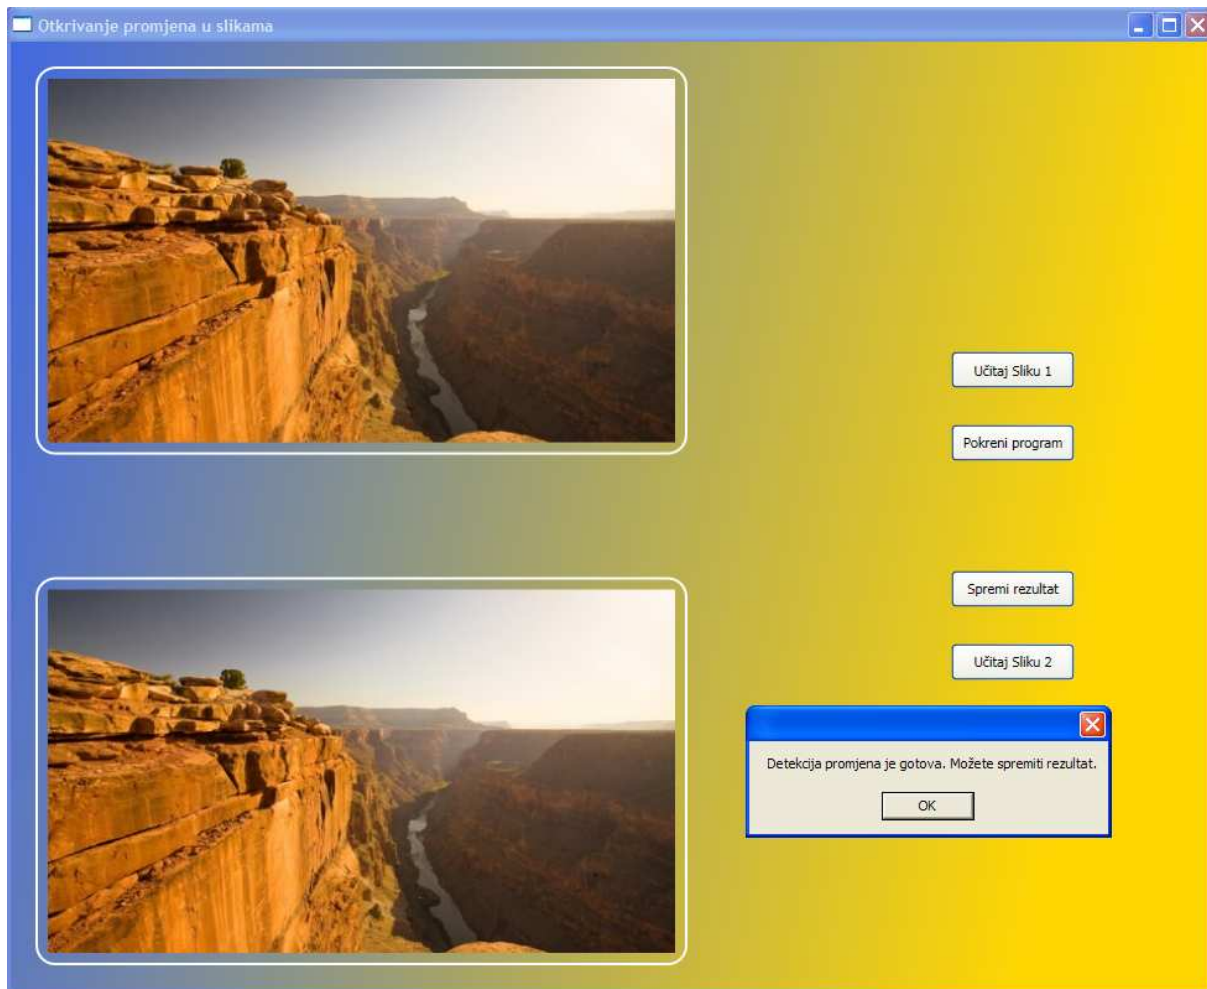 Otkrivanje promjena u slikama
Učitaj Sliku 1
Pokreni program
Spremi rezultat
Učitaj Sliku 2
Detekcija promjena je gotova. Možete spremiti rezultat.
OK